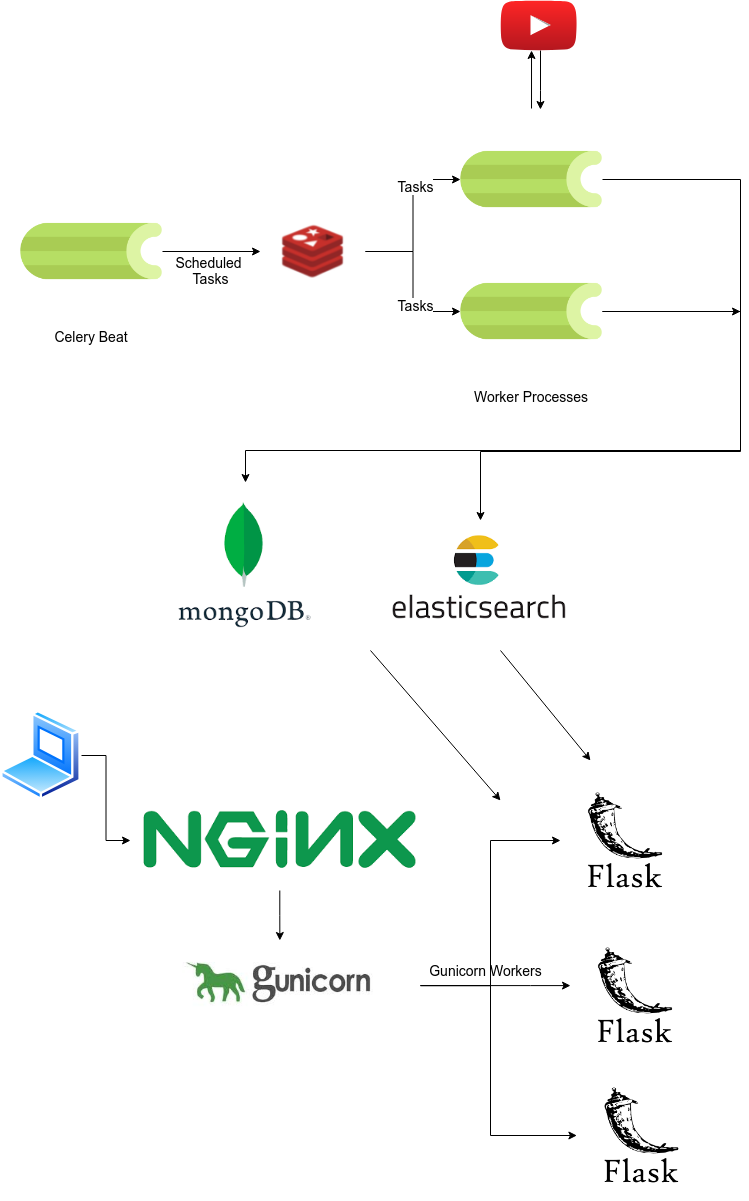 Tasks
Scheduled
Tasks
Tasks
Celery Beat
Worker Processes
mongoDB®
elasticsearch
NGINX
Flask
Gunicorn Workers
gunicorn
Flask
Flask